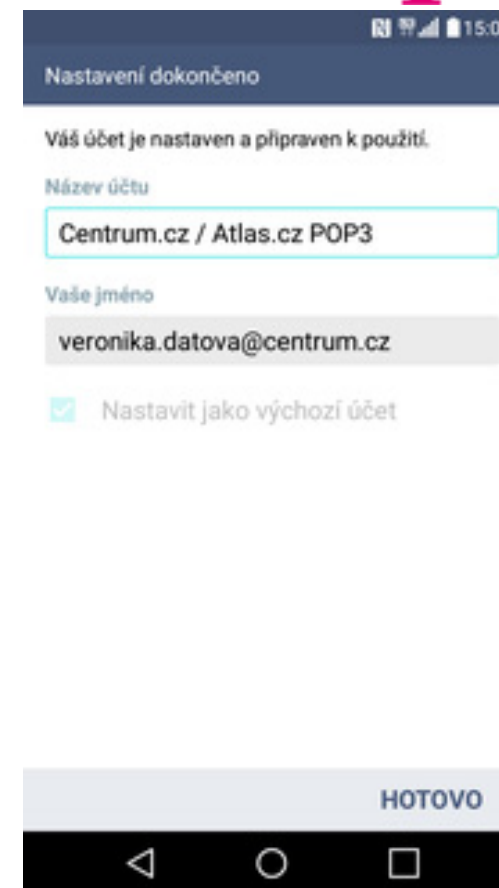 15:0
Nastavení dokončeno
Váš účet je nastaven a připraven k použití.
Název účtu
Centrum.cz / Atlas.cz POP3
Vaše jméno
veronika.datova@centrum.cz
Nastavit jako výchozí účet
HOTOVO